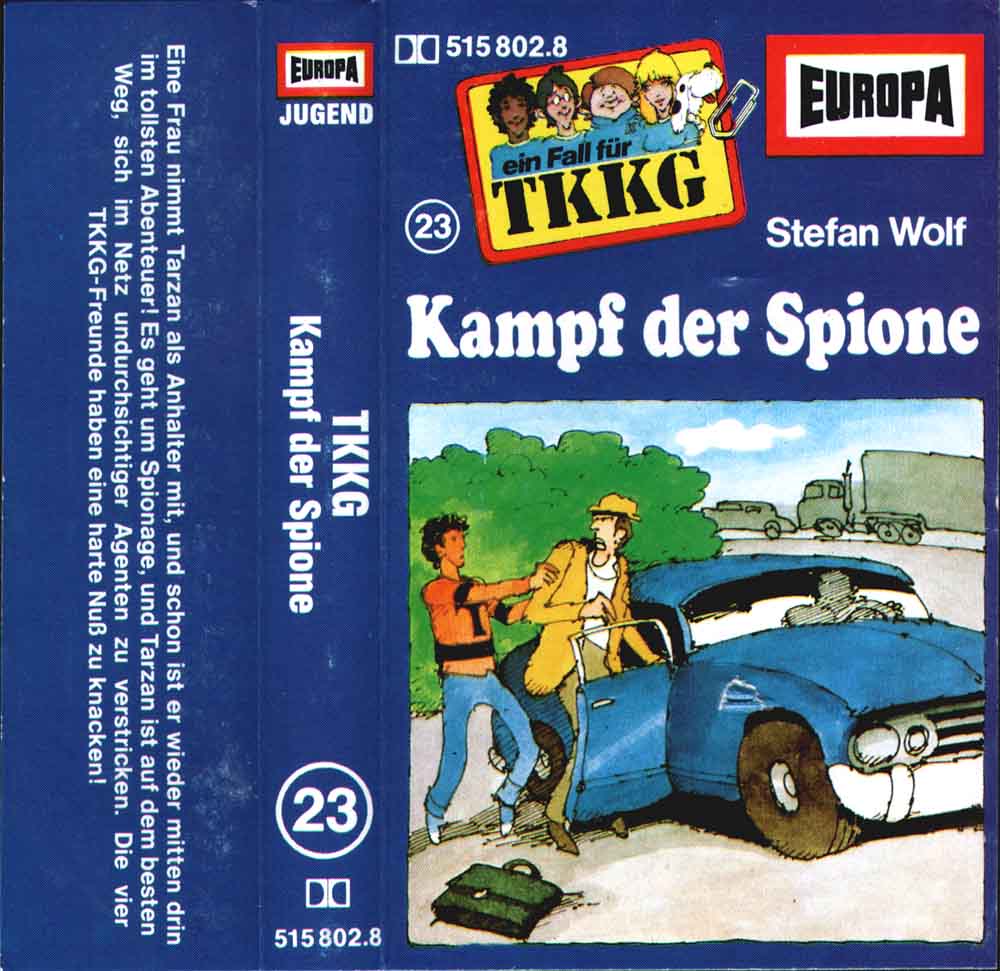 Eine Frau nimmt Tarzan als Anhalter mit, und schon ist er wieder mitten drin
im tollsten Abenteuer! Es geht um Spionage, und Tarzan ist auf dem besten
Weg, sich im Netz undurchsichtiger Agenten zu verstricken. Die vier
TKKG-Freunde haben eine harte Nuß zu knacken!
EUROPA
JUGEND
TKKG
Kampf der Spione
23
515 802.8
515 802.8
ein Fall für
TKKG
23
EUROPA
Stefan Wolf
Kampf der Spione
T